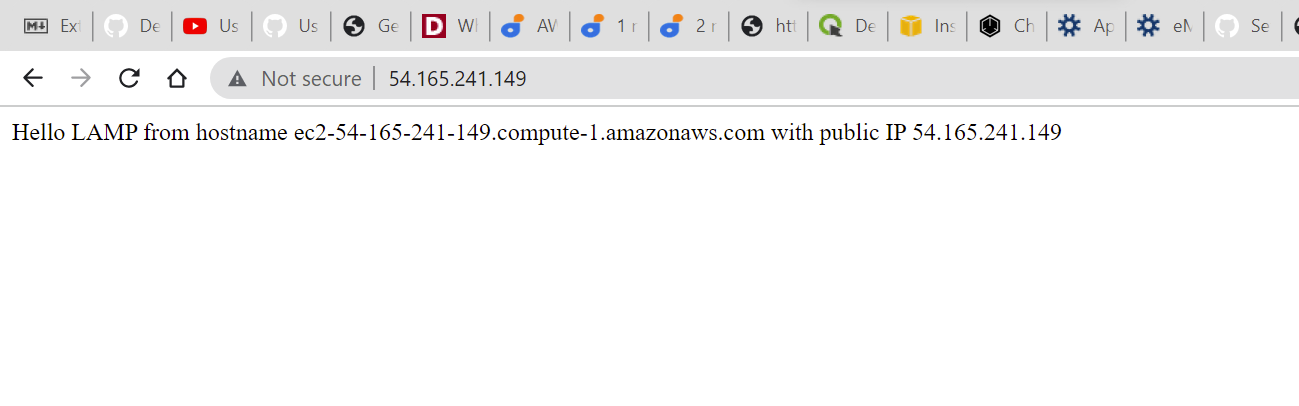 Ext De Us Us Ge Wl AW 1 r 2 r htt De Ins Ch Ap eM Se
Not secure 54.165.241.149
Hello LAMP from hostname ec2-54-165-241-149.compute-1.amazonaws.com with public IP 54.165.241.149